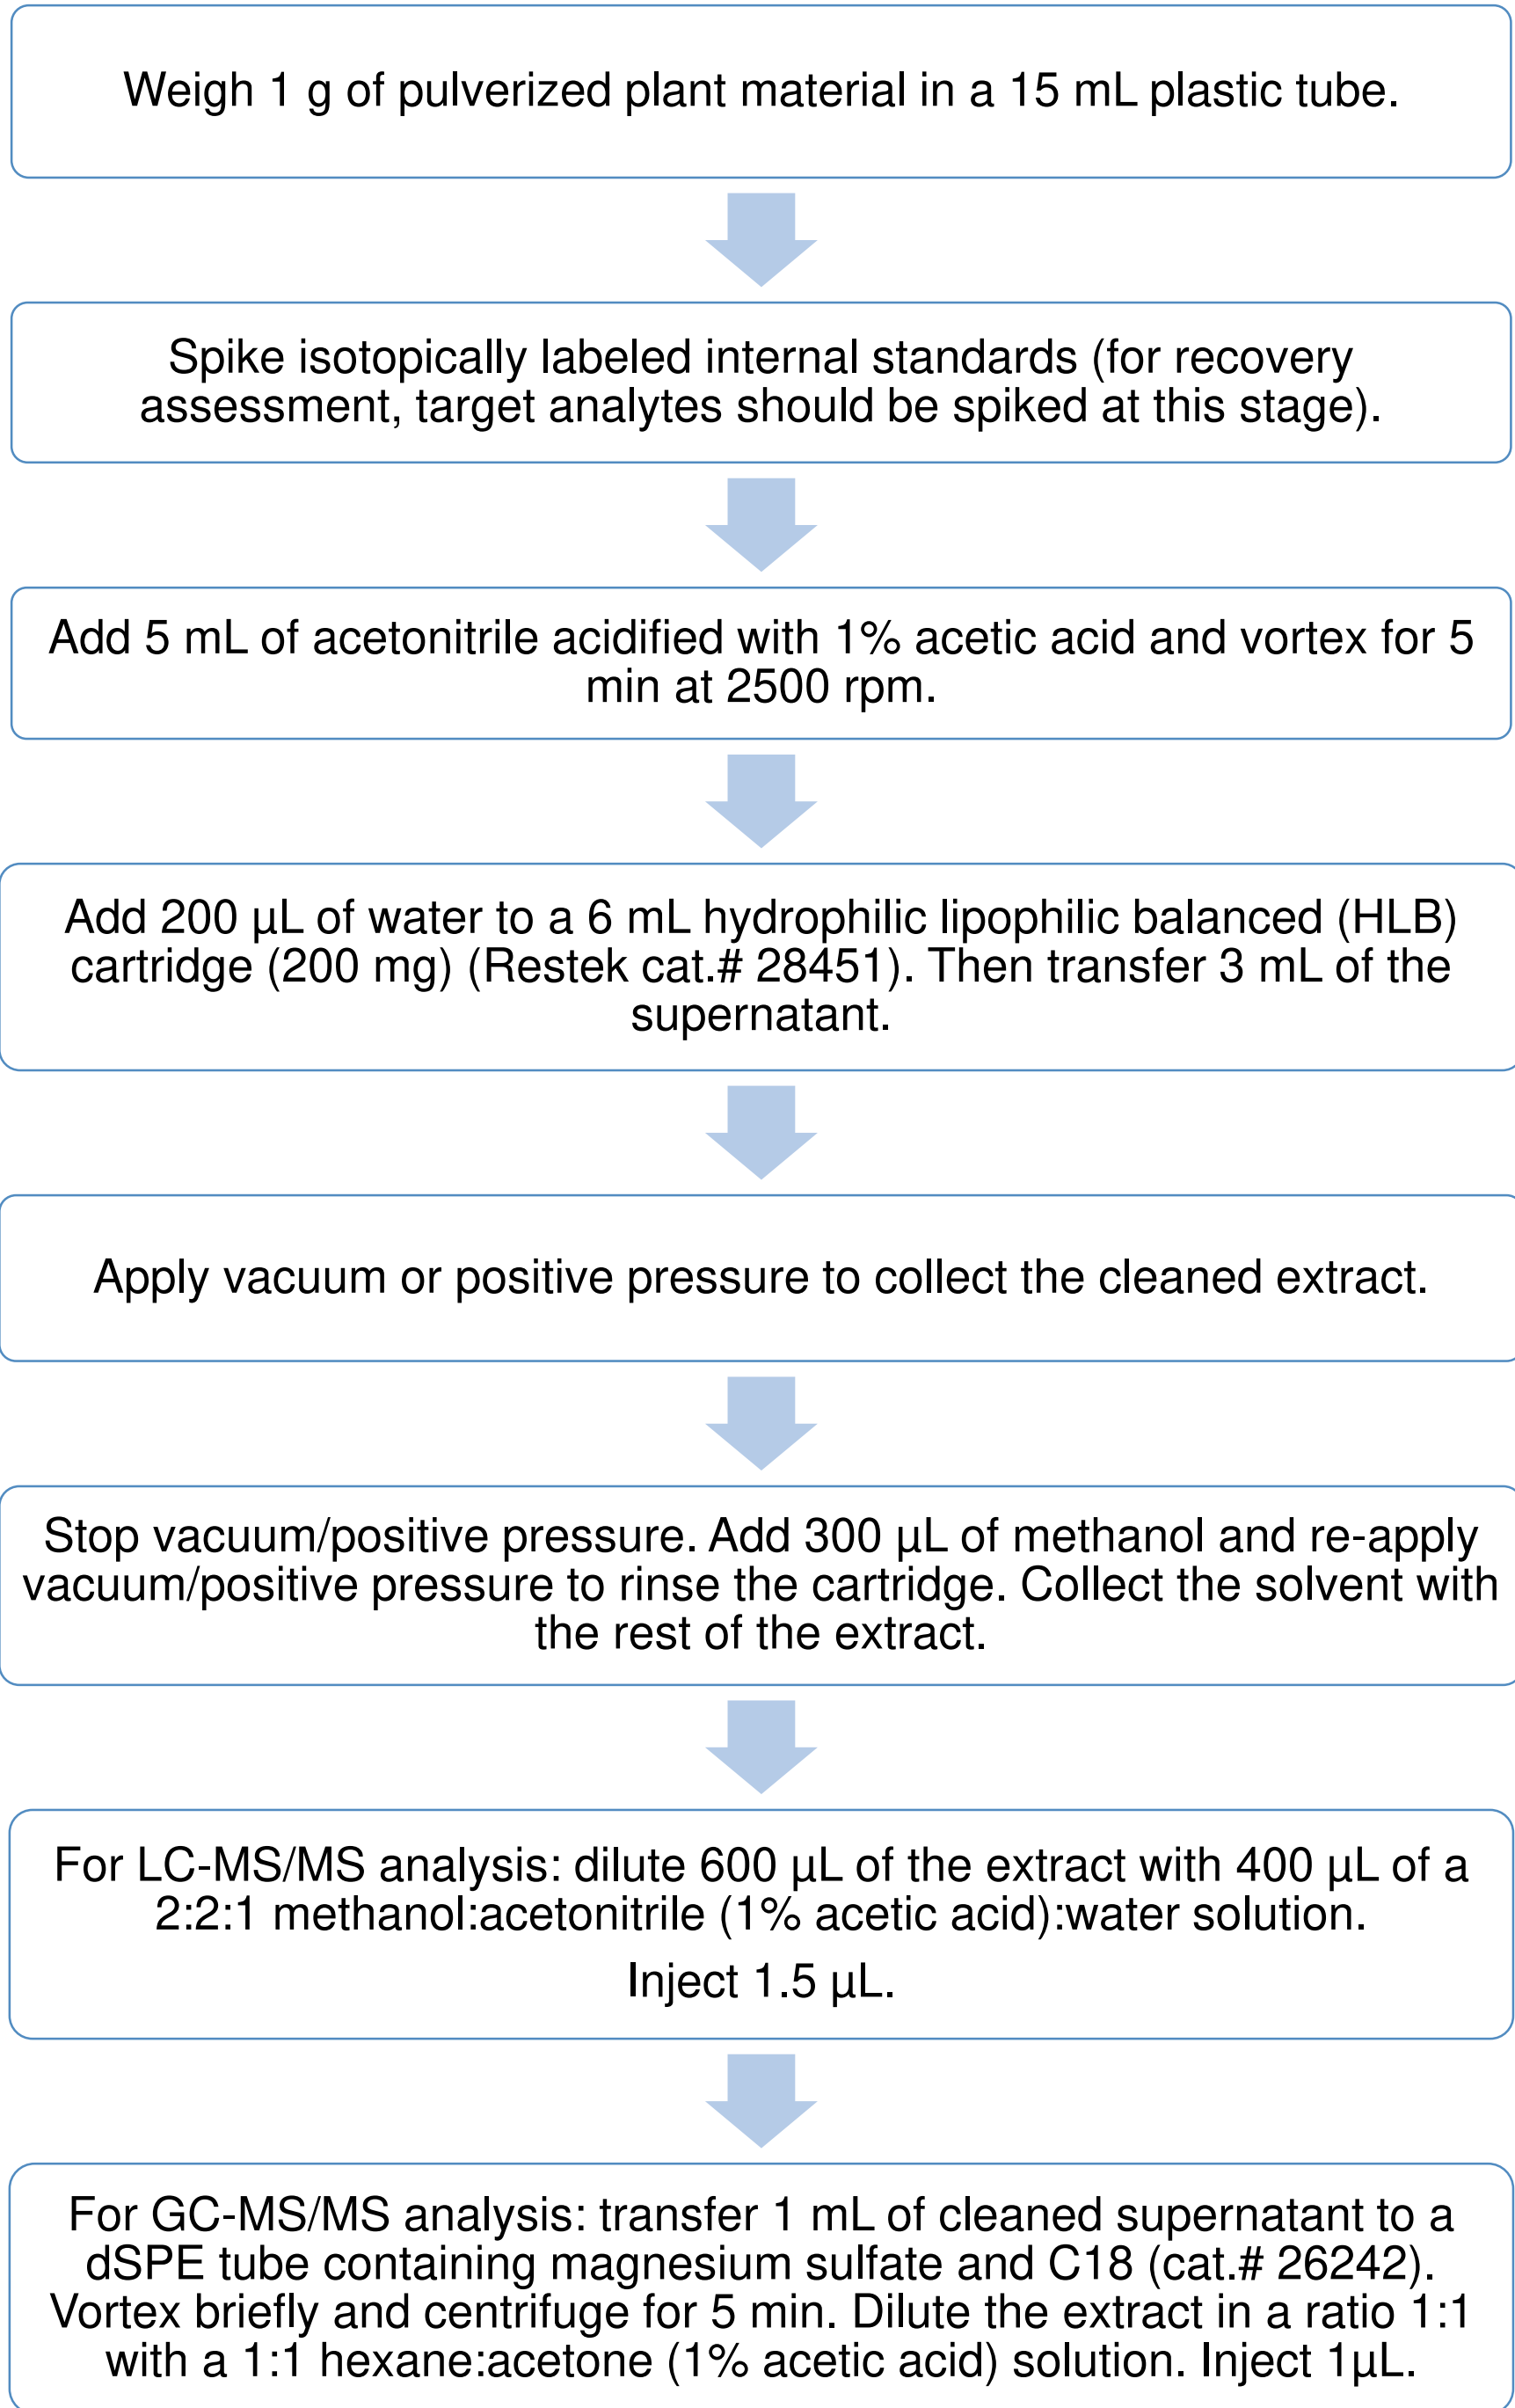 Weigh 1 g of pulverized plant material in a 15 mL plastic tube.
Spike isotopically labeled internal standards (for recovery
assessment, target analytes should be spiked at this stage).
Add 5 mL of acetonitrile acidified with 1% acetic acid and vortex for 5
min at 2500 rpm.
Add 200 µL of water to a 6 mL hydrophilic lipophilic balanced (HLB)
cartridge (200 mg) (Restek cat.# 28451). Then transfer 3 mL of the
supernatant.
Apply vacuum or positive pressure to collect the cleaned extract.
Stop vacuum/positive pressure. Add 300 µL of methanol and re-apply
vacuum/positive pressure to rinse the cartridge. Collect the solvent with
the rest of the extract.
For LC-MS/MS analysis: dilute 600 µL of the extract with 400 µL of a
2:2:1 methanol:acetonitrile (1% acetic acid):water solution.
Inject 1.5 µL.
For GC-MS/MS analysis: transfer 1 mL of cleaned supernatant to a
dSPE tube containing magnesium sulfate and C18 (cat.# 26242).
Vortex briefly and centrifuge for 5 min. Dilute the extract in a ratio 1:1
with a 1:1 hexane:acetone (1% acetic acid) solution. Inject 1µL.